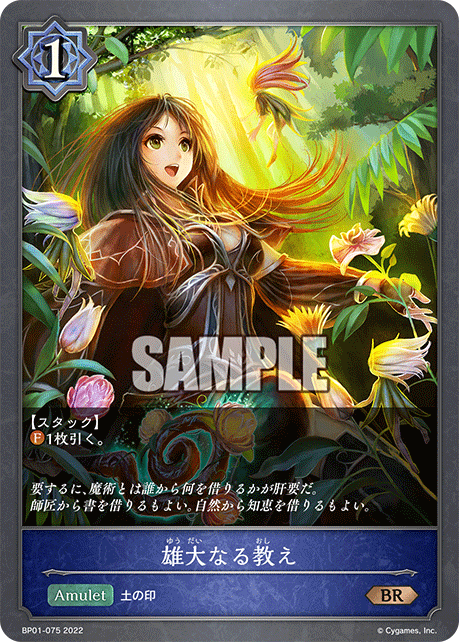 1
SAMPLE
【スタック】
F 1枚引く。
要するに、魔術とは誰から何を借りるかが肝要だ。
師匠から書を借りるもよい。自然から知恵を借りるもよい。
ゆう だい おし
雄大なる教え
Amulet 土の印 BR
BP01-075 2022 © Cygames, Inc.